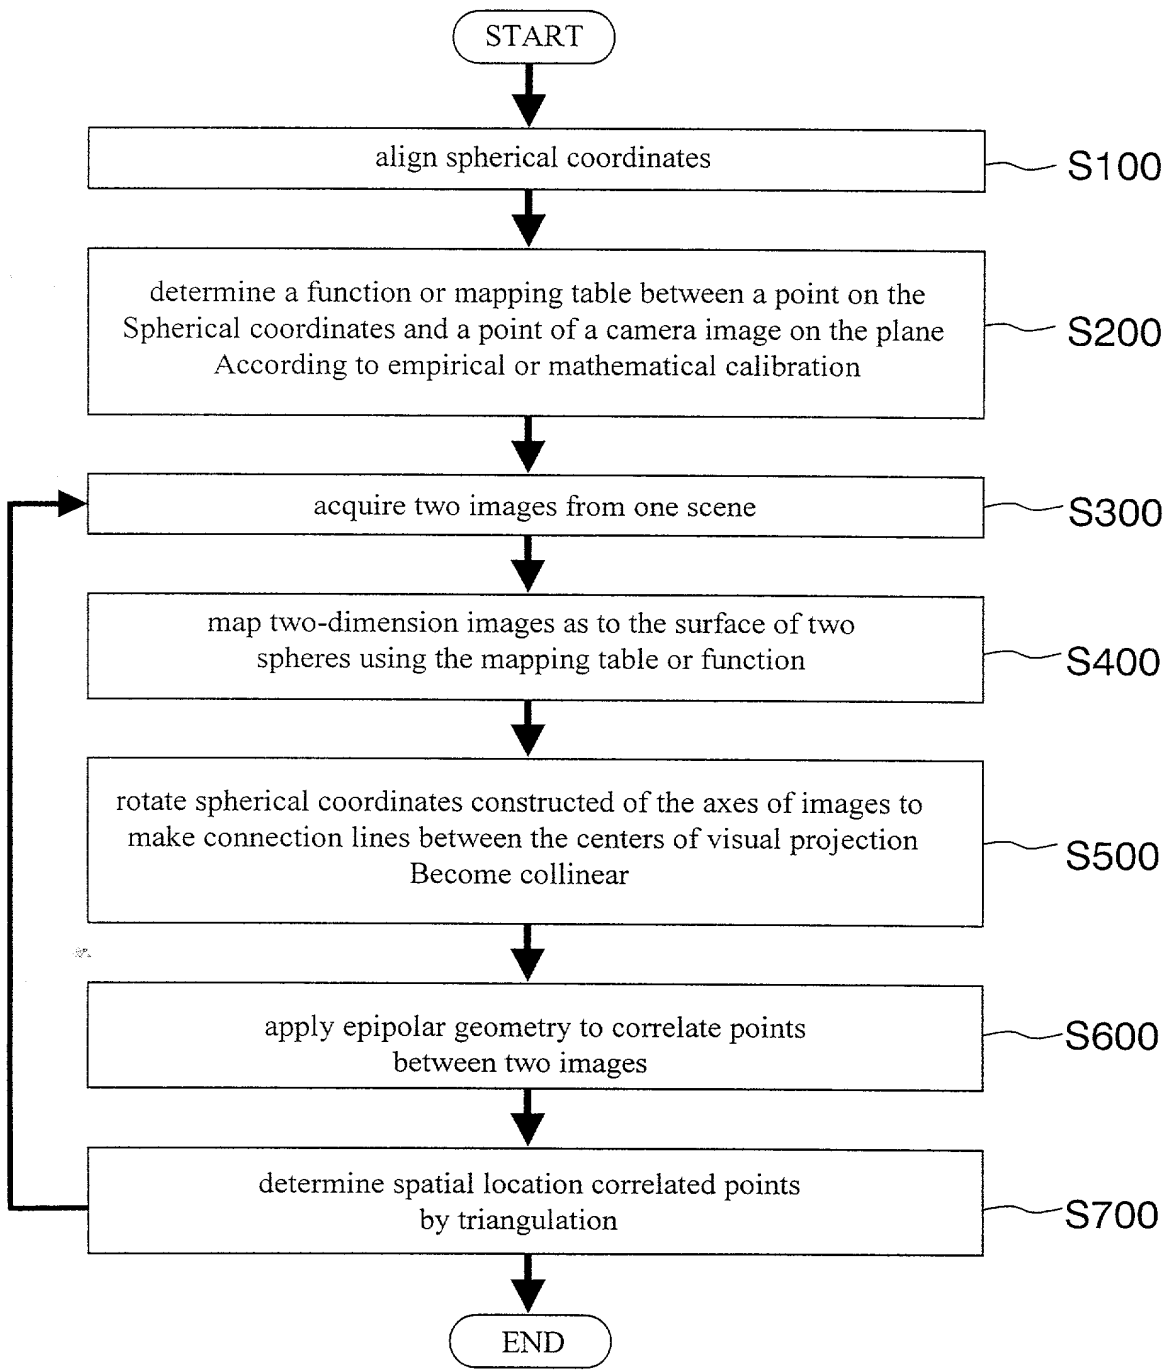 START
align spherical coordinates
S100
determine a function or mapping table between a point on the
Spherical coordinates and a point of a camera image on the plane
According to empirical or mathematical calibration
S200
acquire two images from one scene
S300
map two-dimension images as to the surface of two
spheres using the mapping table or function
S400
rotate spherical coordinates constructed of the axes of images to
make connection lines between the centers of visual projection
Become collinear
S500
apply epipolar geometry to correlate points
between two images
S600
determine spatial location correlated points
by triangulation
S700
END